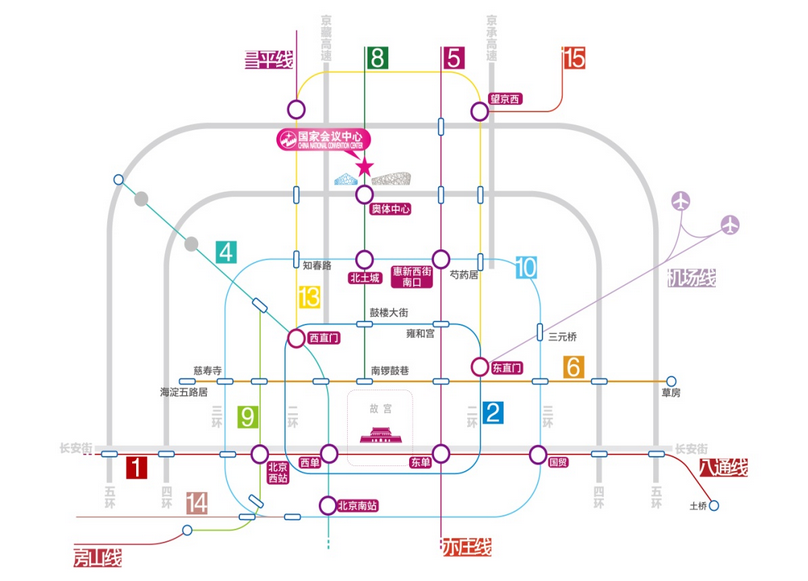 京藏高速
京承高速
昌平线
8
5
15
望京西
国家会议中心
CHINA NATIONAL CONVENTION CENTER
奥体中心
4
知春路
北土城
惠新西街
南口
芍药居
10
机场线
13
鼓楼大街
雍和宫
西直门
三元桥
慈寿寺
南锣鼓巷
东直门
6
海淀五路居
草房
三环
9
二环
故宫
二环
2
三环
长安街
长安街
1
北京
西站
西单
东单
国贸
八通线
五环
四环
14
北京南站
四环
五环
土桥
房山线
亦庄线